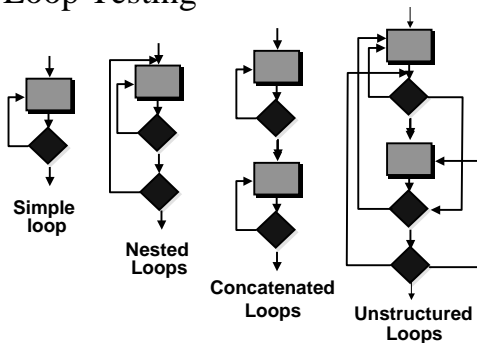 Loop Testing
Simple
loop
Nested
Loops
Concatenated
Loops
Unstructured
Loops